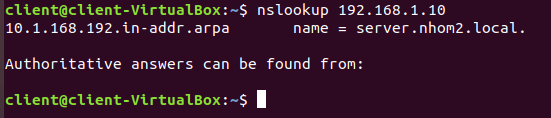 client@client-VirtualBox:~$ nslookup 192.168.1.10
10.1.168.192.in-addr.arpa name = server.nhom2.local.
Authoritative answers can be found from:
client@client-VirtualBox:~$